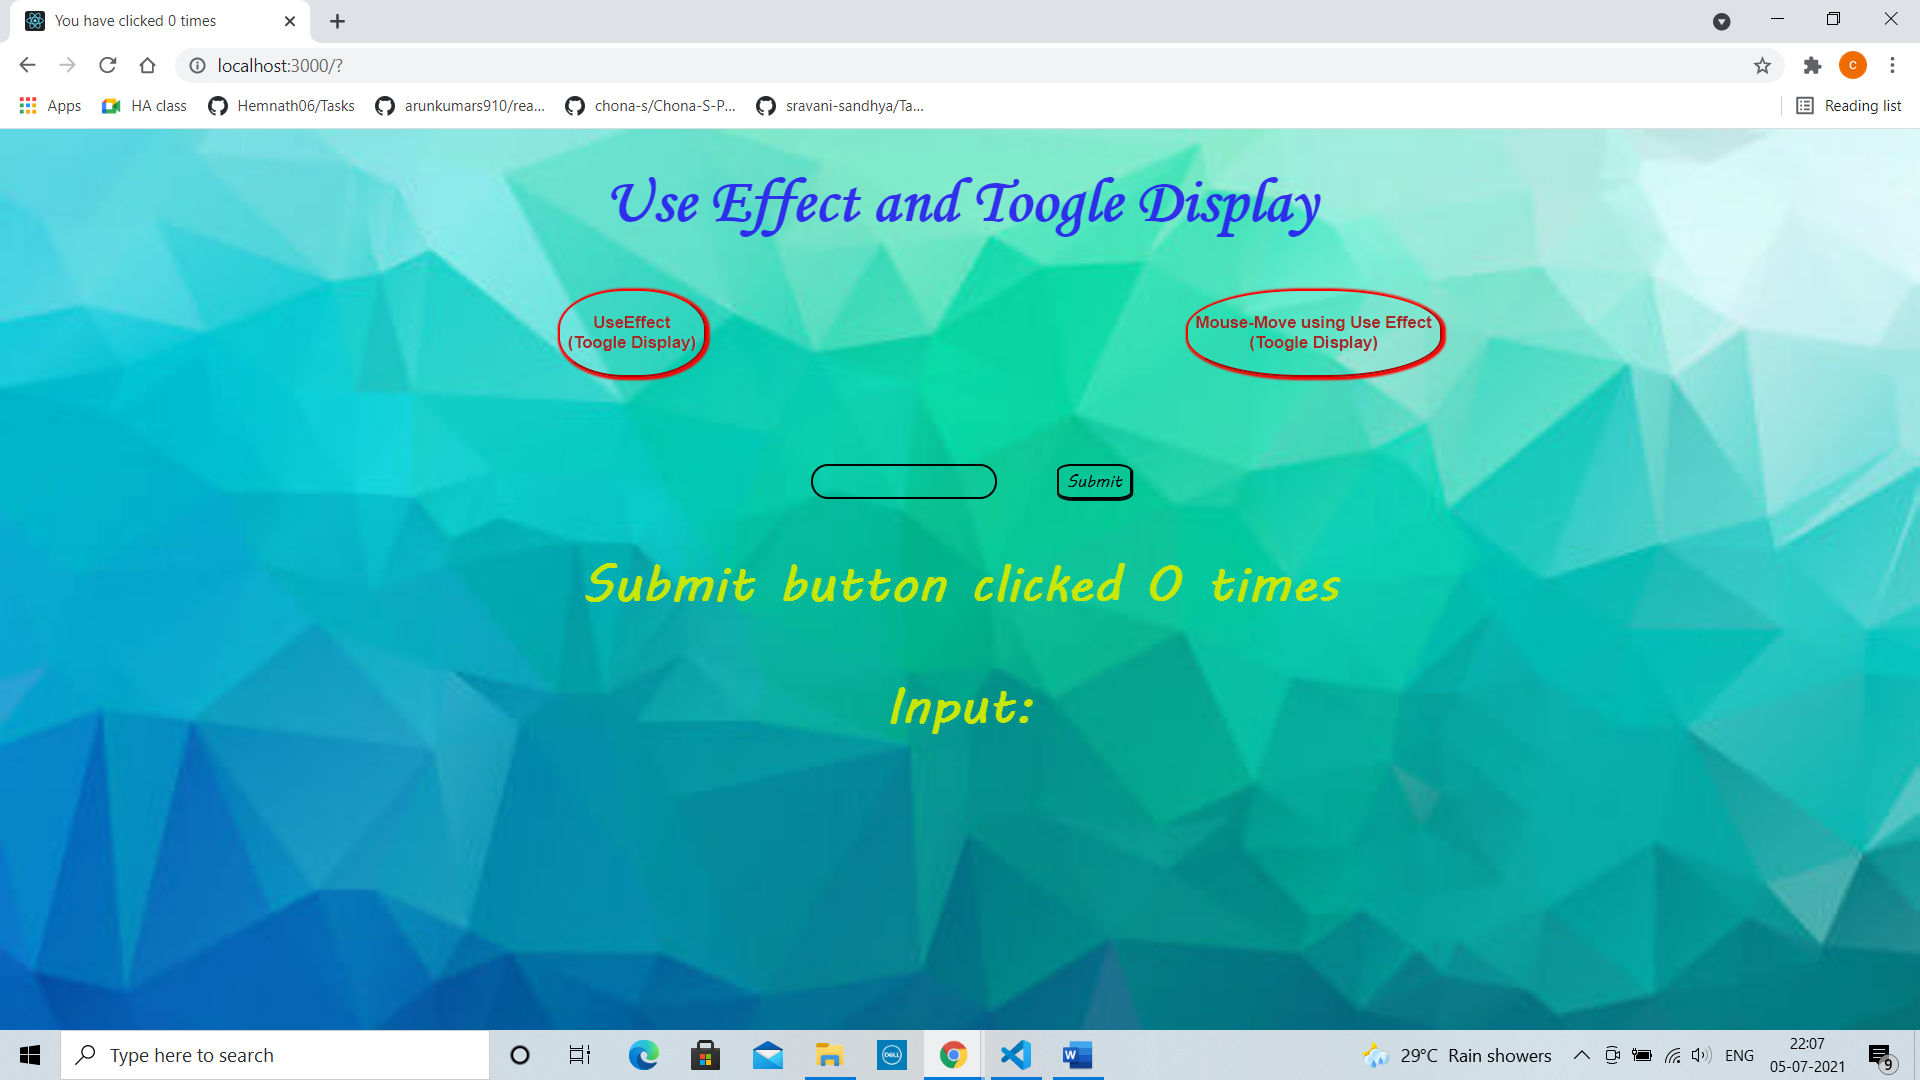 You have clicked 0 times
localhost:3000/?
Apps
HA class
Hemnath06/Tasks
arunkumars910/rea...
chona-s/Chona-S-P...
sravani-sandhya/Ta...
Reading list
Use Effect and Toogle Display
UseEffect
(Toogle Display)
Mouse-Move using Use Effect
(Toogle Display)
Submit
Submit button clicked 0 times
Input:
Type here to search
29°C Rain showers
ENG
22:07
05-07-2021
9
C
DELL
W